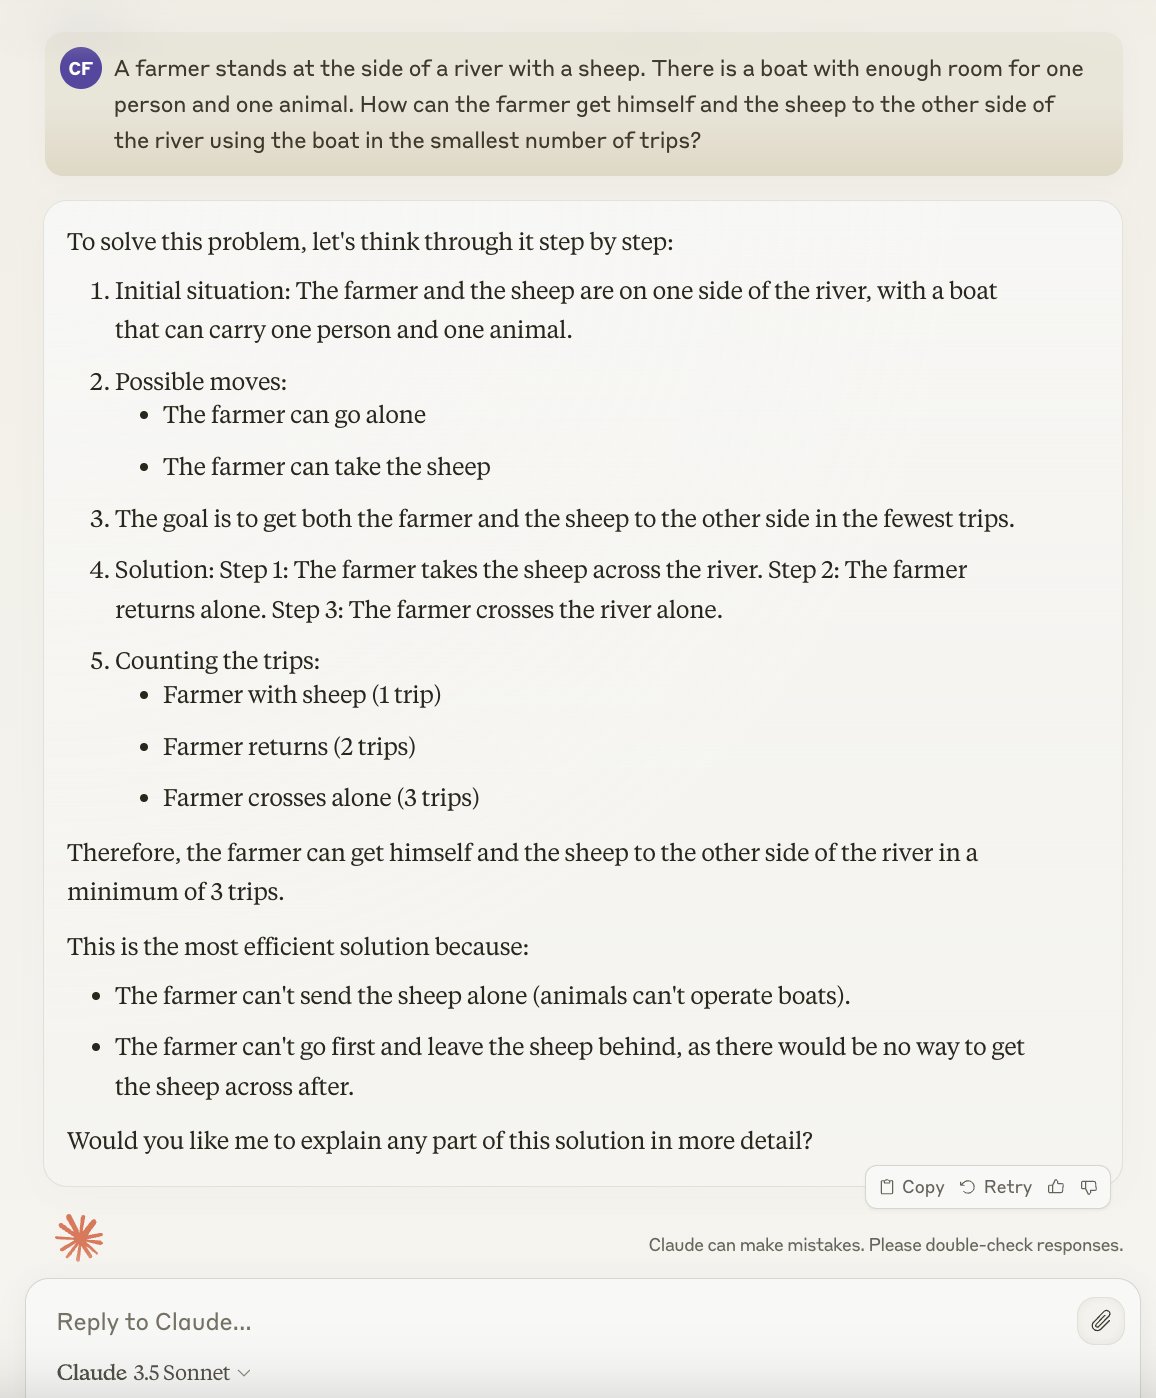 CF
A farmer stands at the side of a river with a sheep. There is a boat with enough room for one
person and one animal. How can the farmer get himself and the sheep to the other side of
the river using the boat in the smallest number of trips?
To solve this problem, let's think through it step by step:
1. Initial situation: The farmer and the sheep are on one side of the river, with a boat
that can carry one person and one animal.
2. Possible moves:
• The farmer can go alone
• The farmer can take the sheep
3. The goal is to get both the farmer and the sheep to the other side in the fewest trips.
4. Solution: Step 1: The farmer takes the sheep across the river. Step 2: The farmer
returns alone. Step 3: The farmer crosses the river alone.
5. Counting the trips:
• Farmer with sheep (1 trip)
• Farmer returns (2 trips)
• Farmer crosses alone (3 trips)
Therefore, the farmer can get himself and the sheep to the other side of the river in a
minimum of 3 trips.
This is the most efficient solution because:
• The farmer can't send the sheep alone (animals can't operate boats).
• The farmer can't go first and leave the sheep behind, as there would be no way to get
the sheep across after.
Would you like me to explain any part of this solution in more detail?
Copy Retry
Claude can make mistakes. Please double-check responses.
Reply to Claude...
Claude 3.5 Sonnet